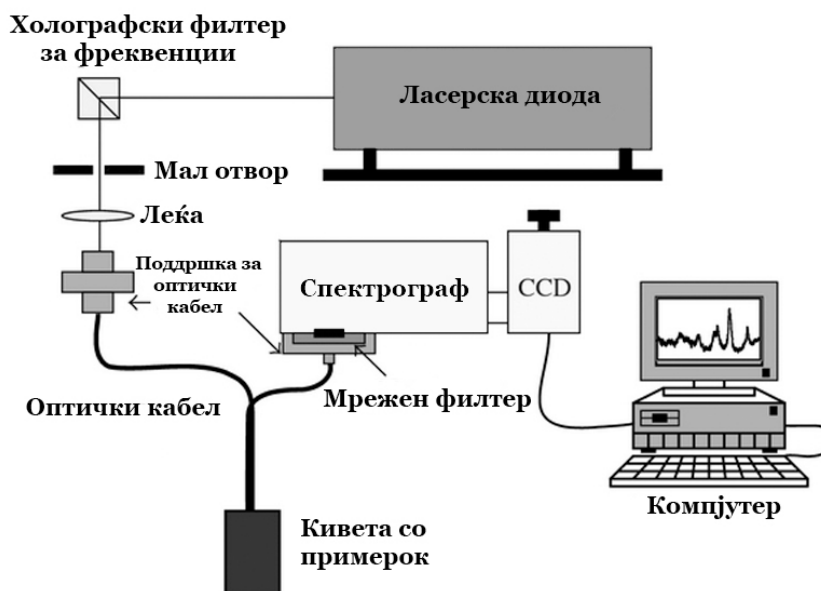 Холографски филтер
за фреквенции
Ласерска диода
Мал отвор
Леќа
Поддршка за
оптички
кабел
Спектрограф
CCD
Оптички кабел
Мрежен филтер
Компјутер
Кивета со
примерок